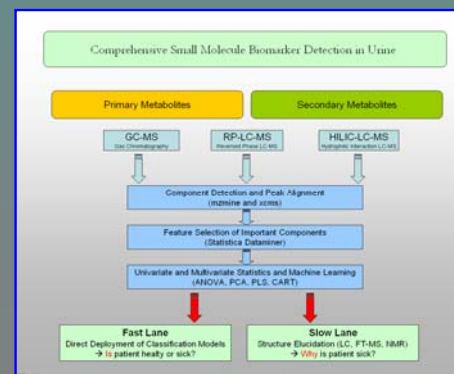 Comprehensive Small Molecule Biomarker Detection in Urine
Primary Metabolites
Secondary Metabolites
GC-MS
Gas Chromatography
RP-LC-MS
Reversed Phase LC-MS
HILIC-LC-MS
Hydrophilic Interaction LC-MS
Component Detection and Peak Alignment
(mzmine and xcms)
Feature Selection of Important Components
(Statistica Dataminer)
Univariate and Multivariate Statistics and Machine Learning
(ANOVA, PCA, PLS, CART)
Fast Lane
Direct Deployment of Classification Models
→ Is patient healty or sick?
Slow Lane
Structure Elucidation (LC, FT-MS, NMR)
→ Why is patient sick?